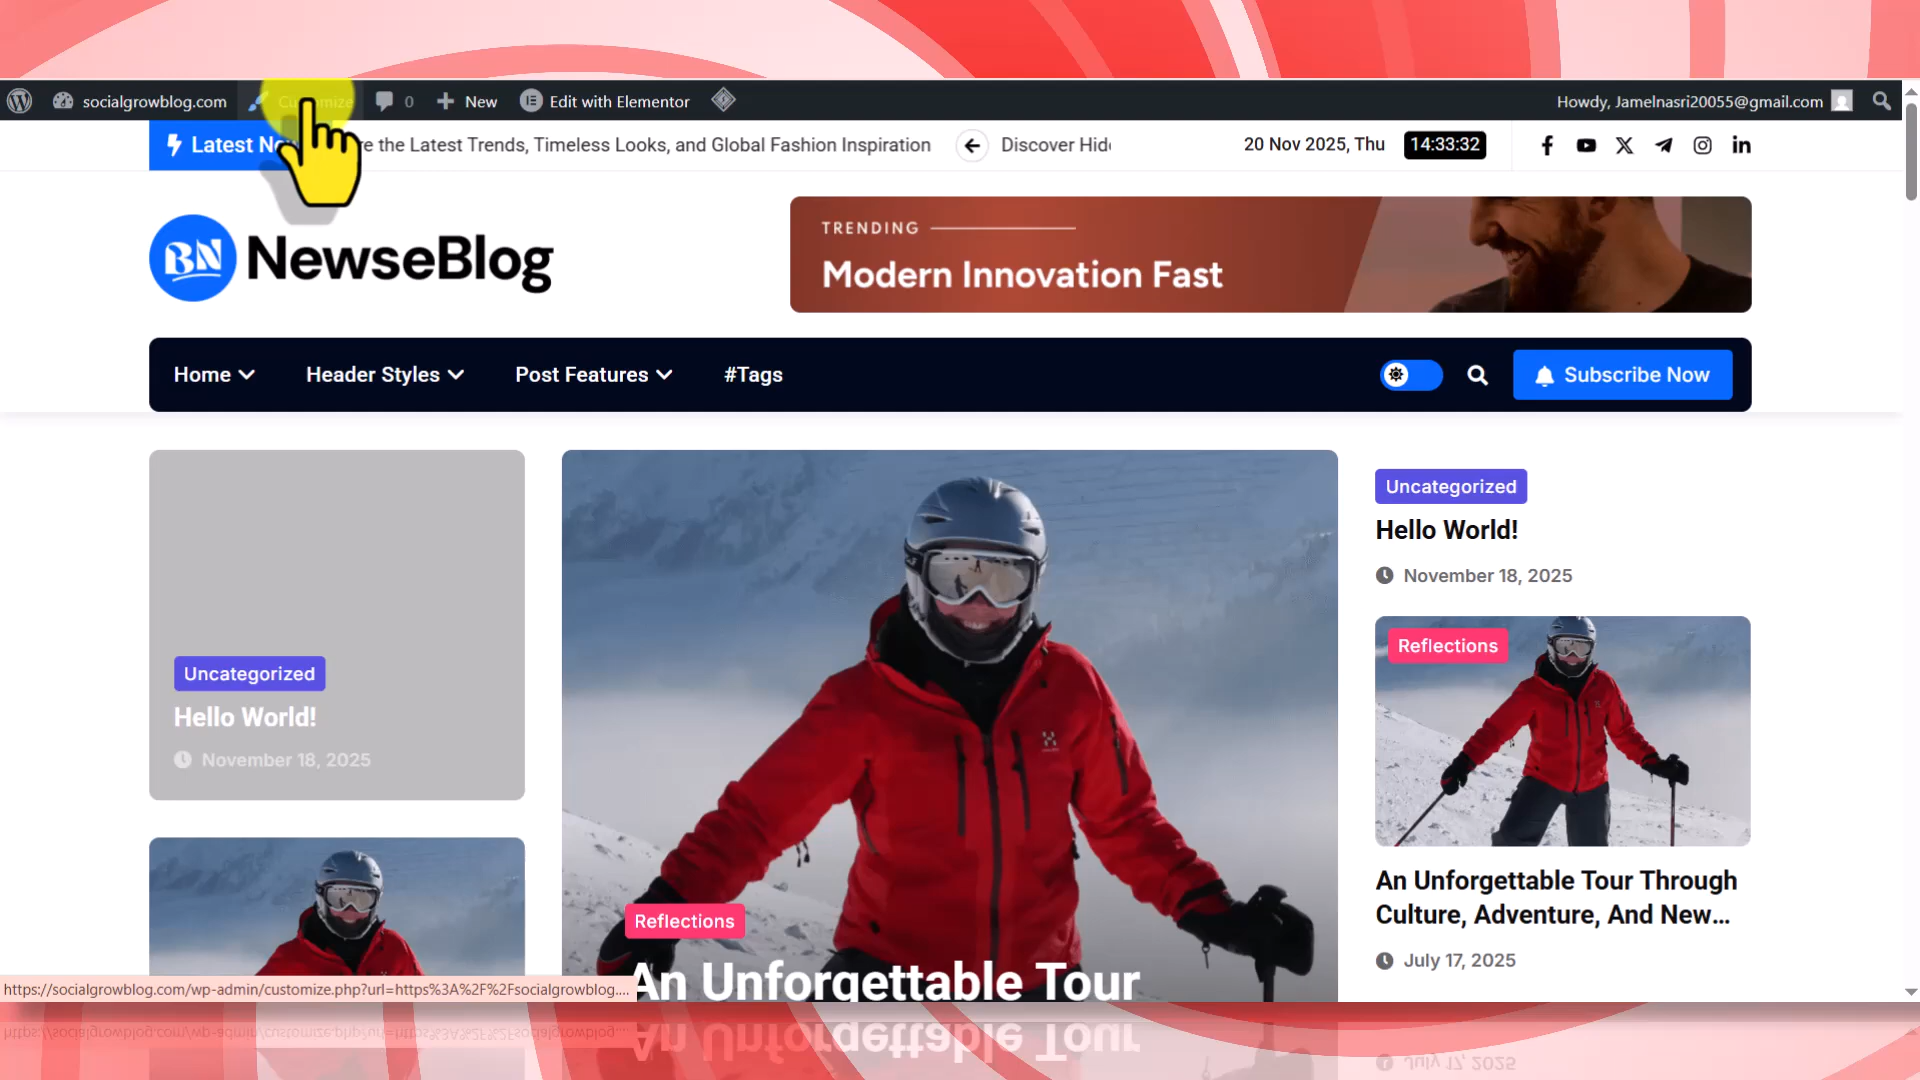 socialgrowblog.com Customize 0 New Edit with Elementor Howdy, Jamelnasri20055@gmail.com
Latest the Latest Trends, Timeless Looks, and Global Fashion Inspiration Discover 20 Nov 2025, Thu 14:33:32
BN NewseBlog
TRENDING
Modern Innovation Fast
Home Header Styles Post Features #Tags Subscribe Now
Uncategorized
Hello World!
November 18, 2025
Reflections
An Unforgettable Tour
Uncategorized
Hello World!
November 18, 2025
Reflections
An Unforgettable Tour Through
Culture, Adventure, And New...
July 17, 2025
https://socialgrowblog.com/wp-admin/customize.php?url=https%3A%2F%2Fsocialgrowblog....